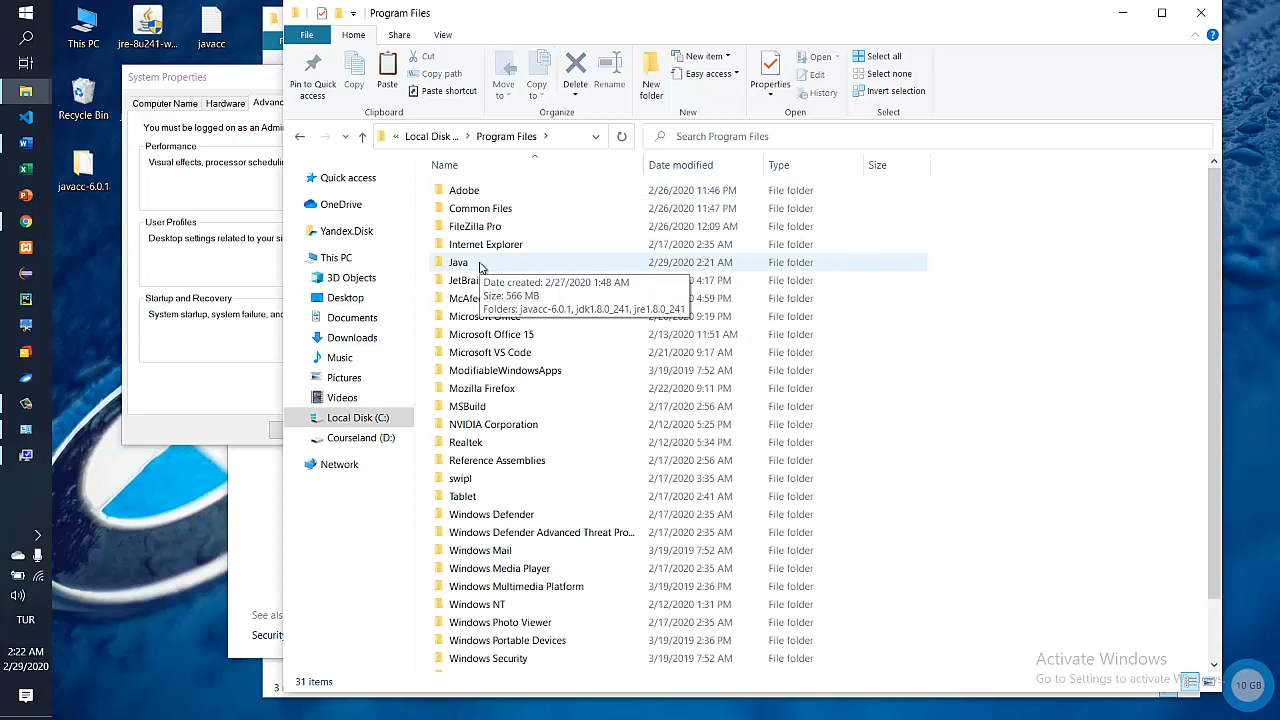 This PC
jre-8u241-w...
javacc
Recycle Bin
javacc-6.0.1
System Properties
Computer Name
Hardware
Advan
You must be logged on as an Admi
Performance
Visual effects, processor schedulin
User Profiles
Desktop settings related to your si
Startup and Recovery
System startup, system failure, an
See als
Security
Program Files
File
Home
Share
View
Pin to Quick access
Copy
Paste
Cut
Copy path
Paste shortcut
Clipboard
Move to
Copy to
Delete
Rename
Organize
New folder
New item
Easy access
New
Properties
Open
Edit
History
Open
Select all
Select none
Invert selection
Select
« Local Disk ... > Program Files >
Search Program Files
Quick access
OneDrive
Yandex.Disk
This PC
3D Objects
Desktop
Documents
Downloads
Music
Pictures
Videos
Local Disk (C:)
Courseland (D:)
Network
Name Date modified Type Size
Adobe 2/26/2020 11:46 PM File folder
Common Files 2/26/2020 11:47 PM File folder
FileZilla Pro 2/26/2020 12:09 AM File folder
Internet Explorer 2/17/2020 2:35 AM File folder
Java 2/29/2020 2:21 AM File folder
JetBrai 4:17 PM File folder
McAfe 4:59 PM File folder
Microsoft Office 9:19 PM File folder
Date created: 2/27/2020 1:48 AM
Size: 566 MB
Folders: javacc-6.0.1, jdk1.8.0_241, jre1.8.0_241
Microsoft Office 15 2/13/2020 11:51 AM File folder
Microsoft VS Code 2/21/2020 9:17 AM File folder
ModifiableWindowsApps 3/19/2019 7:52 AM File folder
Mozilla Firefox 2/22/2020 9:11 PM File folder
MSBuild 2/17/2020 2:56 AM File folder
NVIDIA Corporation 2/12/2020 5:25 PM File folder
Realtek 2/12/2020 5:34 PM File folder
Reference Assemblies 2/17/2020 2:56 AM File folder
swipl 2/17/2020 3:35 AM File folder
Tablet 2/17/2020 2:41 AM File folder
Windows Defender 2/17/2020 2:35 AM File folder
Windows Defender Advanced Threat Pro... 2/17/2020 2:35 AM File folder
Windows Mail 3/19/2019 7:52 AM File folder
Windows Media Player 2/17/2020 2:35 AM File folder
Windows Multimedia Platform 3/19/2019 2:36 PM File folder
Windows NT 2/12/2020 1:31 PM File folder
Windows Photo Viewer 2/17/2020 2:35 AM File folder
Windows Portable Devices 3/19/2019 2:36 PM File folder
Windows Security 3/19/2019 7:52 AM File folder
31 items
Activate Windows
Go to Settings to activate
10 GB
TUR
2:22 AM
2/29/2020